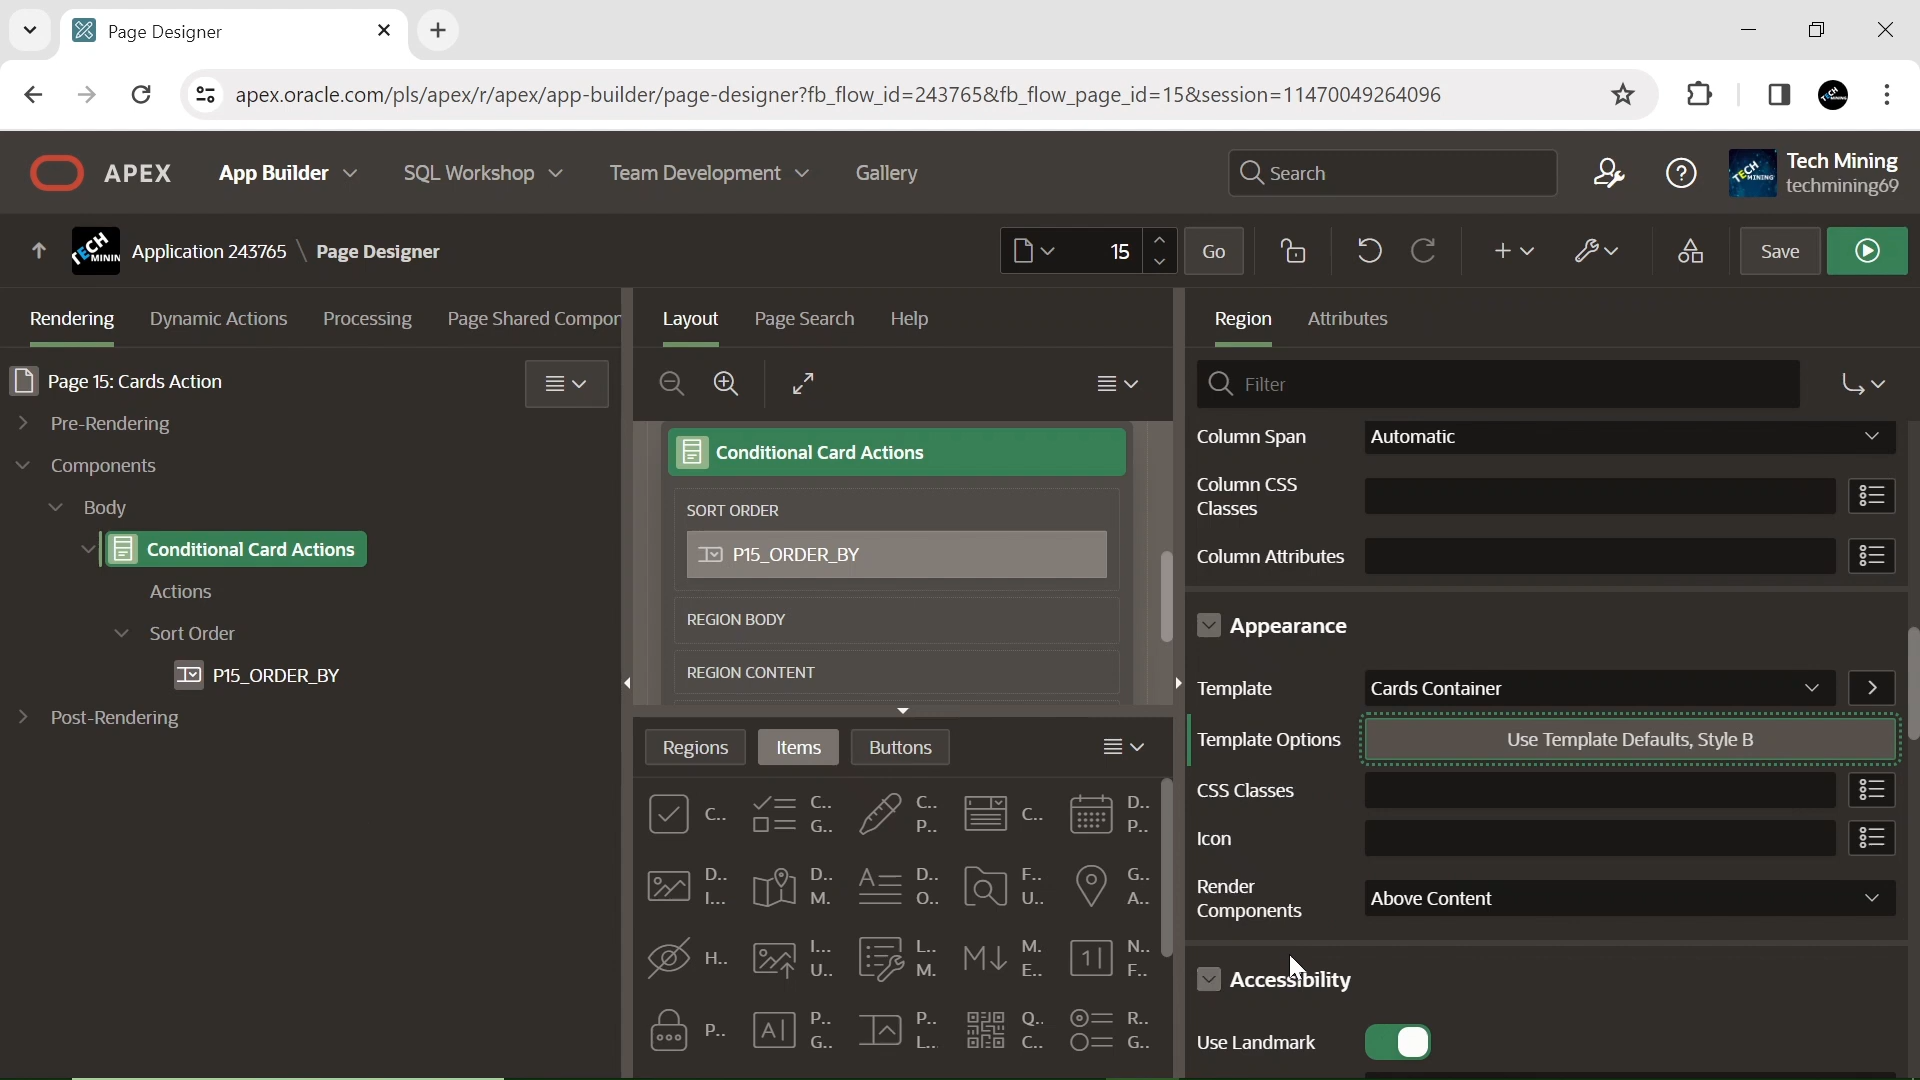 Page Designer
apex.oracle.com/pls/apex/r/apex/app-builder/page-designer?fb_flow_id=243765&fb_flow_page_id=15&session=11470049264096
APEX App Builder SQL Workshop Team Development Gallery Search Tech Mining
techmining69
Application 243765 \ Page Designer 15 Go Save
Rendering Dynamic Actions Processing Page Shared Compon Layout Page Search Help Region Attributes
Page 15: Cards Action Filter
Pre-Rendering
Components
Body
Conditional Card Actions
Actions
Sort Order
P15_ORDER_BY
Post-Rendering
Conditional Card Actions
SORT ORDER
P15_ORDER_BY
REGION BODY
REGION CONTENT
Regions Items Buttons
C.. C.. C.. C.. D..
G.. P.. P..
D.. D.. D.. F.. G..
I... M. O.. U.. A..
H.. I... L.. M. N..
U.. M. E.. F..
P.. P.. P.. Q.. R..
G.. L.. C... G..
Column Span Automatic
Column CSS
Classes
Column Attributes
Appearance
Template Cards Container
Template Options Use Template Defaults, Style B
CSS Classes
Icon
Render
Components Above Content
Accessibility
Use Landmark